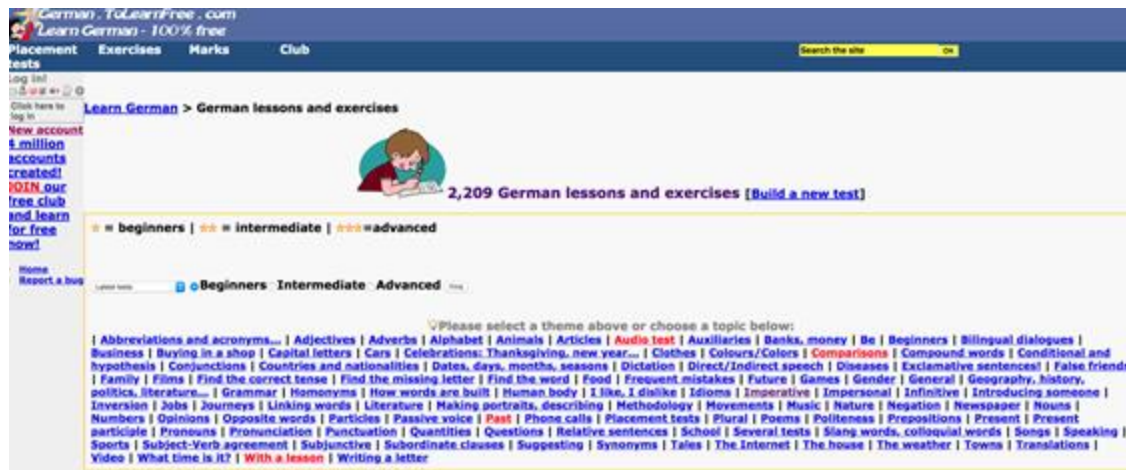 German . ToLearnFree . com
Learn German - 100% free
Placement tests Exercises Marks Club
Search the site OK
Log in!
Click here to log in
New account
4 million accounts created!
JOIN our free club and learn for free now!
Home
Report a bug
Learn German > German lessons and exercises
2,209 German lessons and exercises [Build a new test]
= beginners | = intermediate | =advanced
Latest tests Beginners Intermediate Advanced
Please select a theme above or choose a topic below:
| Abbreviations and acronyms... | Adjectives | Adverbs | Alphabet | Animals | Articles | Audio test | Auxiliaries | Banks, money | Be | Beginners | Bilingual dialogues |
Business | Buying in a shop | Capital letters | Cars | Celebrations: Thanksgiving, new year... | Clothes | Colours/Colors | Comparisons | Compound words | Conditional and
hypothesis | Conjunctions | Countries and nationalities | Dates, days, months, seasons | Dictation | Direct/Indirect speech | Diseases | Exclamative sentences! | False friends
| Family | Films | Find the correct tense | Find the missing letter | Find the word | Food | Frequent mistakes | Future | Games | Gender | General | Geography, history,
politics, literature... | Grammar | Homonyms | How words are built | Human body | I like, I dislike | Idioms | Imperative | Impersonal | Infinitive | Introducing someone |
Inversion | Jobs | Journeys | Linking words | Literature | Making portraits, describing | Methodology | Movements | Music | Nature | Negation | Newspaper | Nouns |
Numbers | Opinions | Opposite words | Particles | Passive voice | Past | Phone calls | Placement tests | Plural | Poems | Politeness | Prepositions | Present | Present
participle | Pronouns | Pronunciation | Punctuation | Quantities | Questions | Relative sentences | School | Several tests | Slang words, colloquial words | Songs | Speaking |
Sports | Subject-Verb agreement | Subjunctive | Subordinate clauses | Suggesting | Synonyms | Tales | The Internet | The house | The weather | Towns | Translations |
Video | What time is it? | With a lesson | Writing a letter